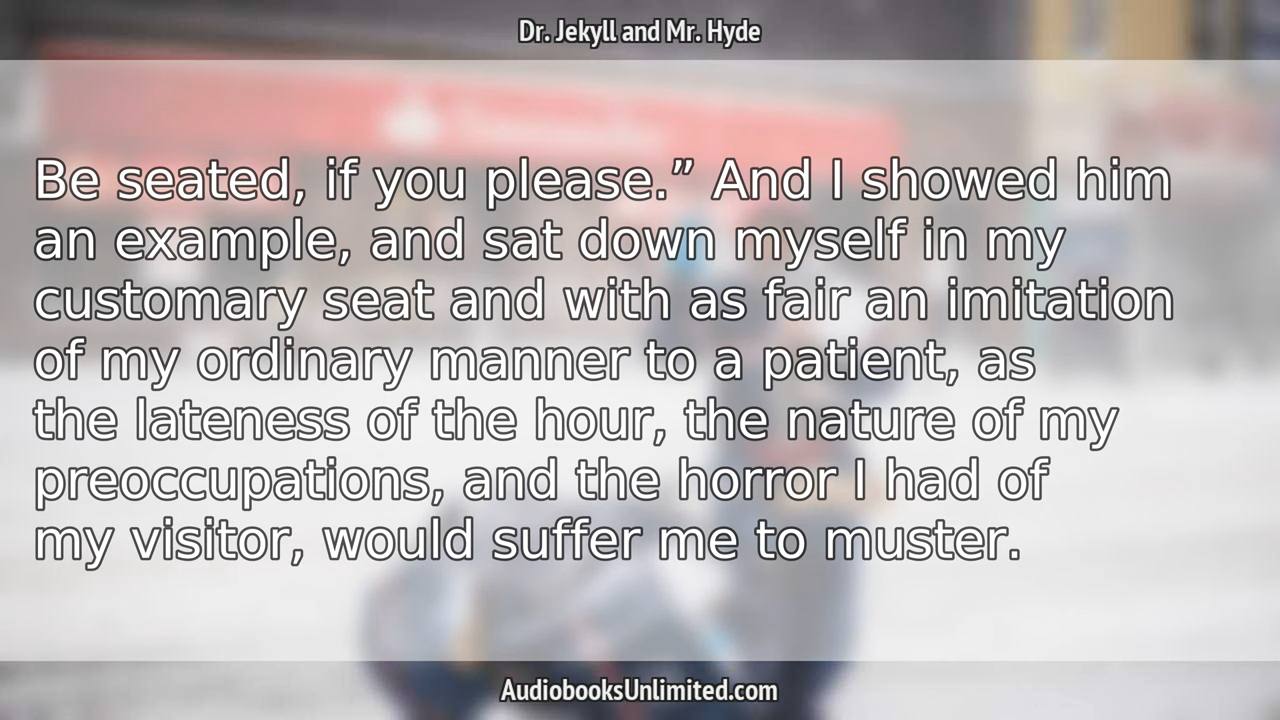 Dr. Jekyll and Mr. Hyde
Be seated, if you please.” And I showed him
an example, and sat down myself in my
customary seat and with as fair an imitation
of my ordinary manner to a patient, as
the lateness of the hour, the nature of my
preoccupations, and the horror I had of
my visitor, would suffer me to muster.
AudiobooksUnlimited.com